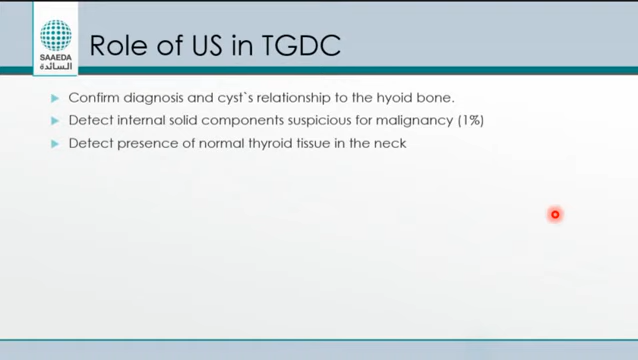 SAAEDA
السائدة
Role of US in TGDC
Confirm diagnosis and cyst`s relationship to the hyoid bone.
Detect internal solid components suspicious for malignancy (1%)
Detect presence of normal thyroid tissue in the neck